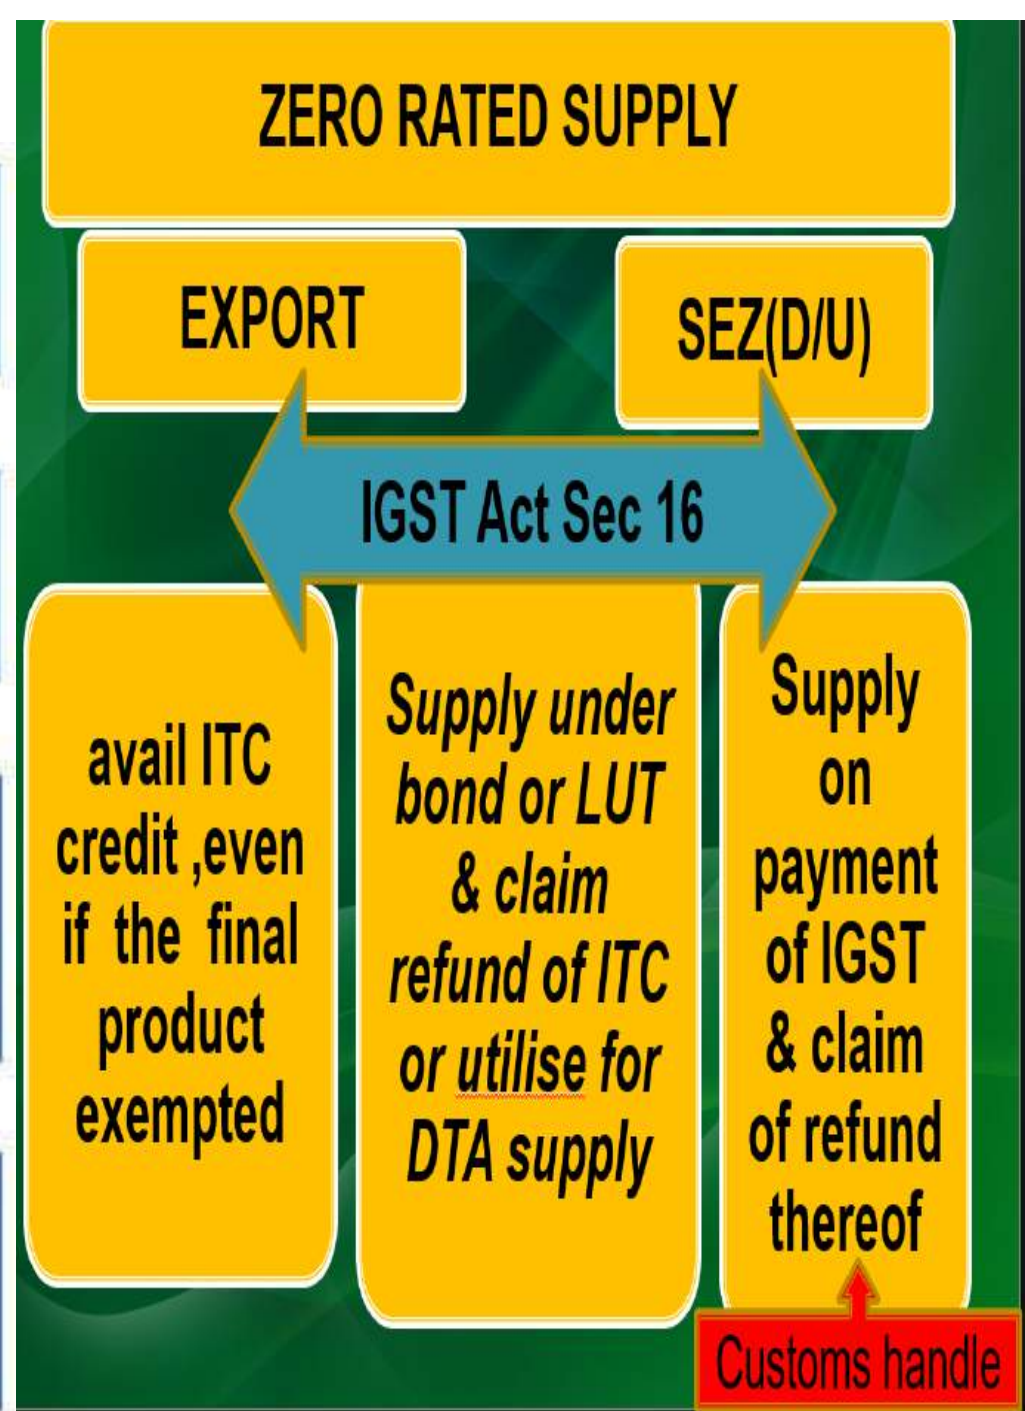 ZERO RATED SUPPLY
EXPORT
SEZ(D/U)
IGST Act Sec 16
avail ITC
credit ,even
if the final
product
exempted
Supply under
bond or LUT
& claim
refund of ITC
or utilise for
DTA supply
Supply
on
payment
of IGST
& claim
of refund
thereof
Customs handle